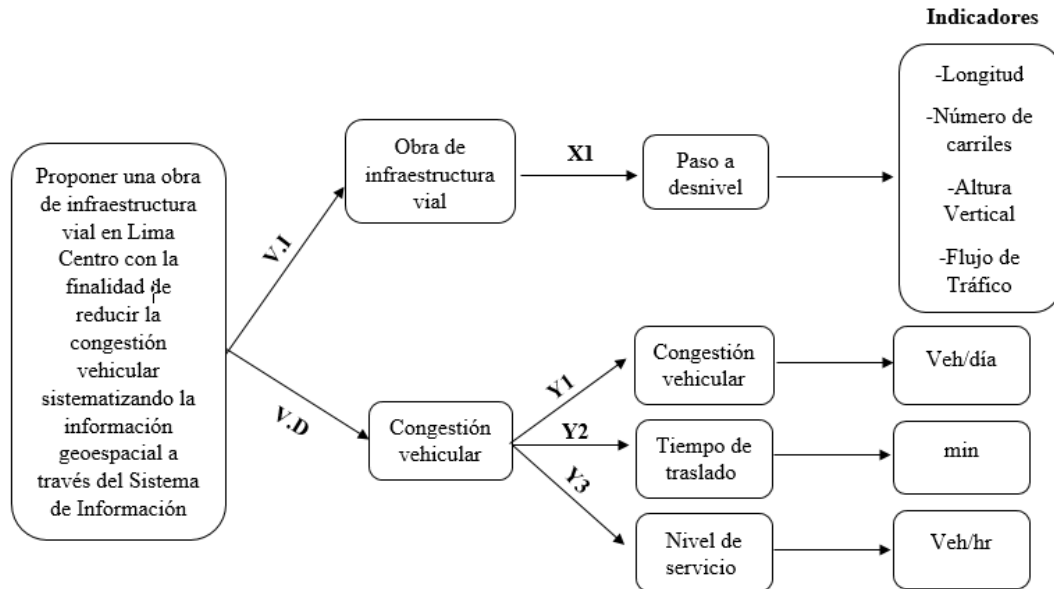 Indicadores
Proponer una obra
de infraestructura
vial en Lima
Centro con la
finalidad de
reducir la
congestión
vehicular
sistematizando la
información
geoespacial a
través del Sistema
de Información
V.I
Obra de
infraestructura
vial
X1
Paso a
desnivel
-Longitud
-Número de
carriles
-Altura
Vertical
-Flujo de
Tráfico
V.D
Congestión
vehicular
Y1
Congestión
vehicular
Veh/día
Y2
Tiempo de
traslado
min
Y3
Nivel de
servicio
Veh/hr